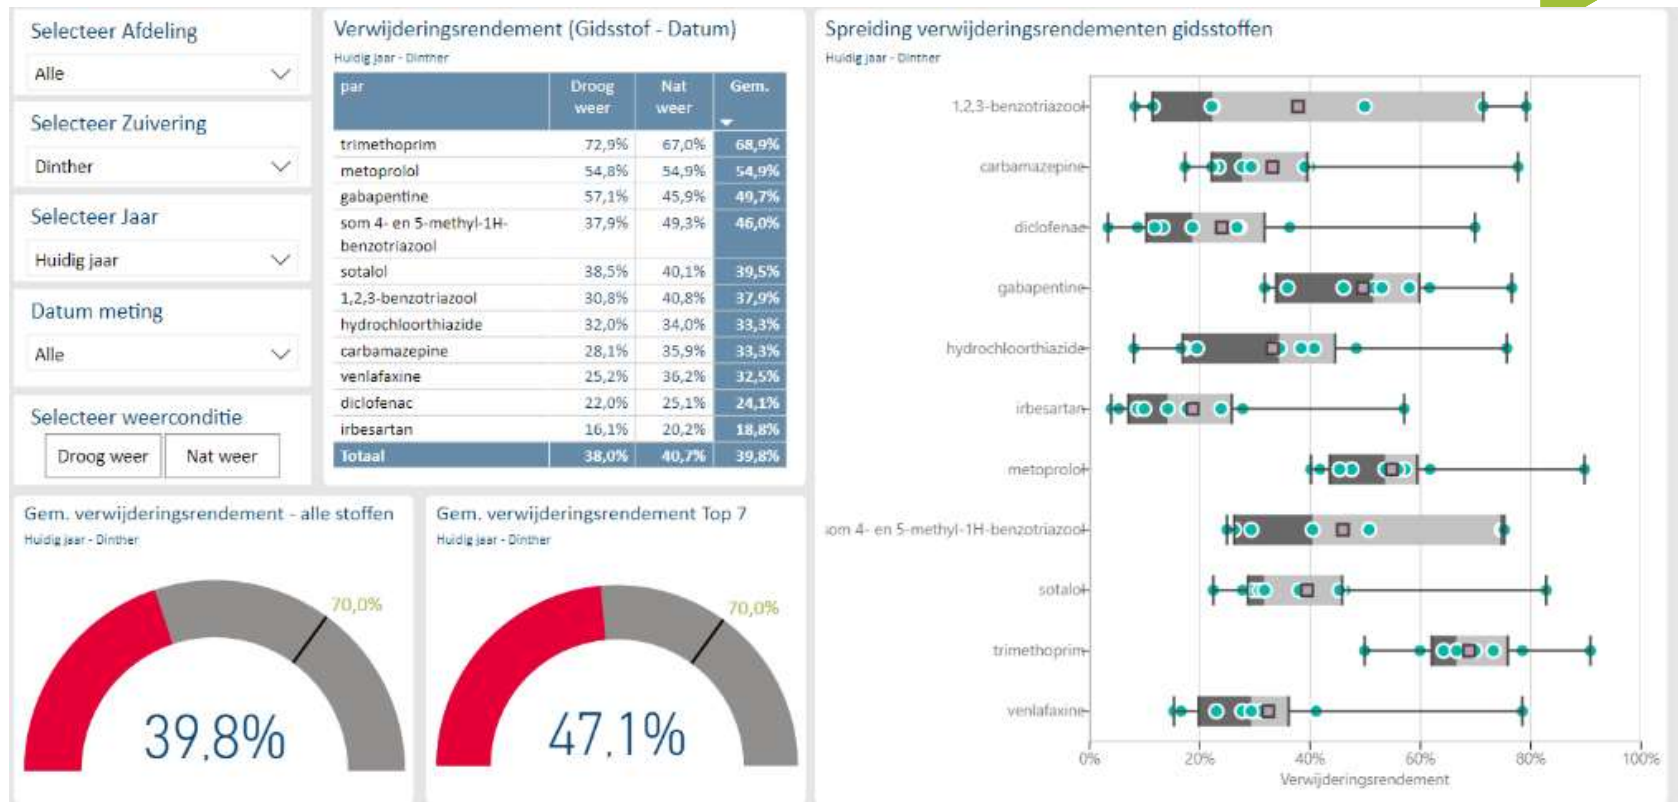 Selecteer Afdeling
Alle
Selecteer Zuivering
Dinther
Selecteer Jaar
Huidig jaar
Datum meting
Alle
Selecteer weerconditie
Droog weer
Nat weer
Verwijderingsrendement (Gidsstof - Datum)
Huidig jaar - Dinther
par Droog weer Nat weer Gem.
trimethoprim 72,9% 67,0% 68,9%
metoprolol 54,8% 54,9% 54,9%
gabapentine 57,1% 45,9% 49,7%
som 4- en 5-methyl-1H- 37,9% 49,3% 46,0%
benzotriazool
sotalol 38,5% 40,1% 39,5%
1,2,3-benzotriazool 30,8% 40,8% 37,9%
hydrochloorthiazide 32,0% 34,0% 33,3%
carbamazepine 28,1% 35,9% 33,3%
venlafaxine 25,2% 36,2% 32,5%
diclofenac 22,0% 25,1% 24,1%
irbesartan 16,1% 20,2% 18,8%
Totaal 38,0% 40,7% 39,8%
Gem. verwijderingsrendement - alle stoffen
Huidig jaar - Dinther
70,0%
39,8%
Gem. verwijderingsrendement Top 7
Huidig jaar - Dinther
70,0%
47,1%
Spreiding verwijderingsrendementen gidsstoffen
Huidig jaar - Dinther
1,2,3-benzotriazool
carbamazepine
diclofenac
gabapentine
hydrochloorthiazide
irbesartan
metoprolol
som 4- en 5-methyl-1H-benzotriazool
sotalol
trimethoprim
venlafaxine
0% 20% 40% 60% 80% 100%
Verwijderingsrendement